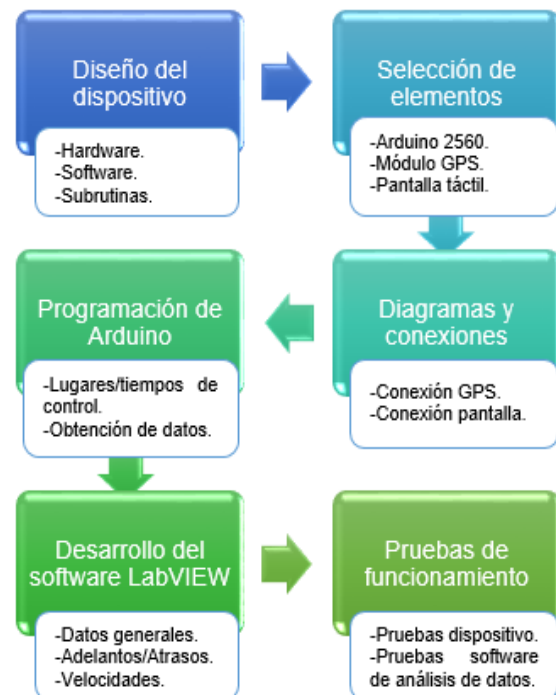 Diseño del
dispositivo
-Hardware.
-Software.
-Subrutinas.
Selección de
elementos
-Arduino 2560.
-Módulo GPS.
-Pantalla táctil.
Diagramas y
conexiones
-Conexión GPS.
-Conexión pantalla.
Programación de
Arduino
-Lugares/tiempos de
control.
-Obtención de datos.
Desarrollo del
software LabVIEW
-Datos generales.
-Adelantos/Atrasos.
-Velocidades.
Pruebas de
funcionamiento
-Pruebas dispositivo.
-Pruebas software
de análisis de datos.